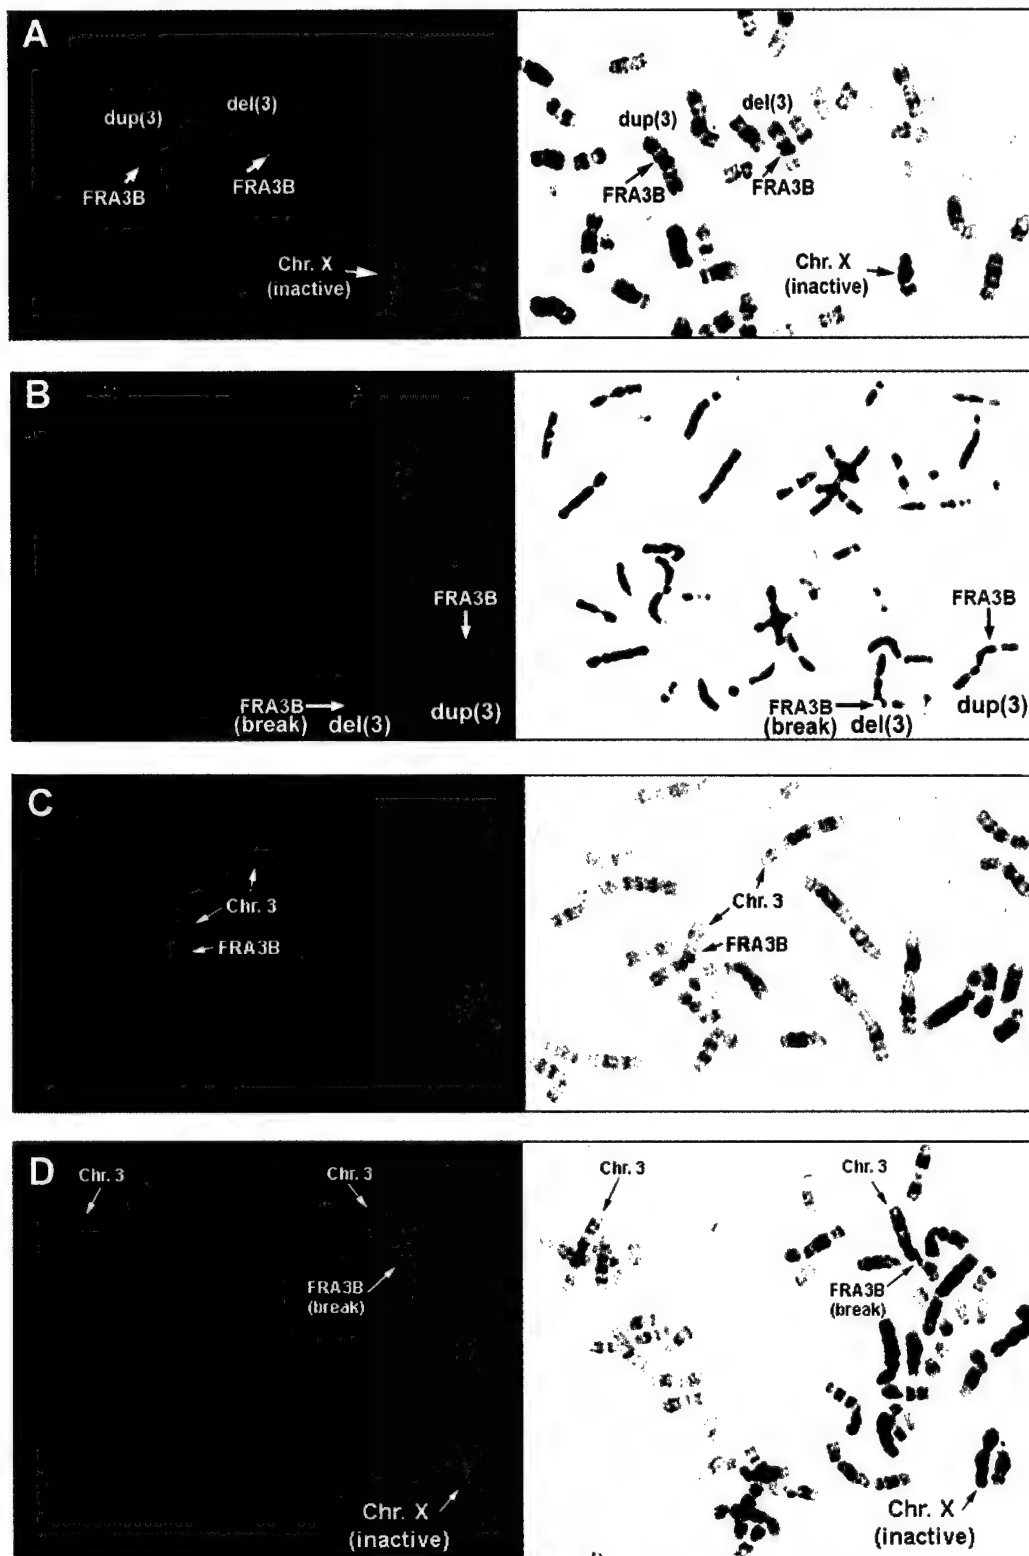 A
dup(3)
del(3)
FRA3B
FRA3B
Chr. X
(inactive)
dup(3)
del(3)
FRA3B
FRA3B
Chr. X
(inactive)
B
FRA3B
FRA3B
(break)
del(3)
dup(3)
FRA3B
FRA3B
(break)
del(3)
dup(3)
C
Chr. 3
FRA3B
Chr. 3
FRA3B
D
Chr. 3
Chr. 3
FRA3B
(break)
Chr. X
(inactive)
Chr. 3
Chr. 3
FRA3B
(break)
Chr. X
(inactive)